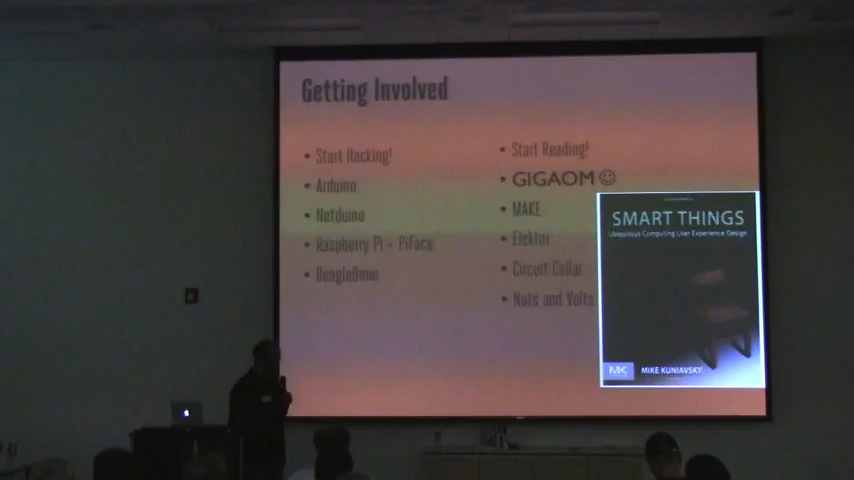 Getting Involved
• Start Hacking!
• Arduino
• Netduino
• Raspberry Pi + PiFace
• BeagleBone
• Start Reading!
• GIGAOM☺
• MAKE
• Elektor
• Circuit Cellar
• Nuts and Volts
SMART THINGS
Ubiquitous Computing User Experience Design
MK
MIKE KUNIAVSKY